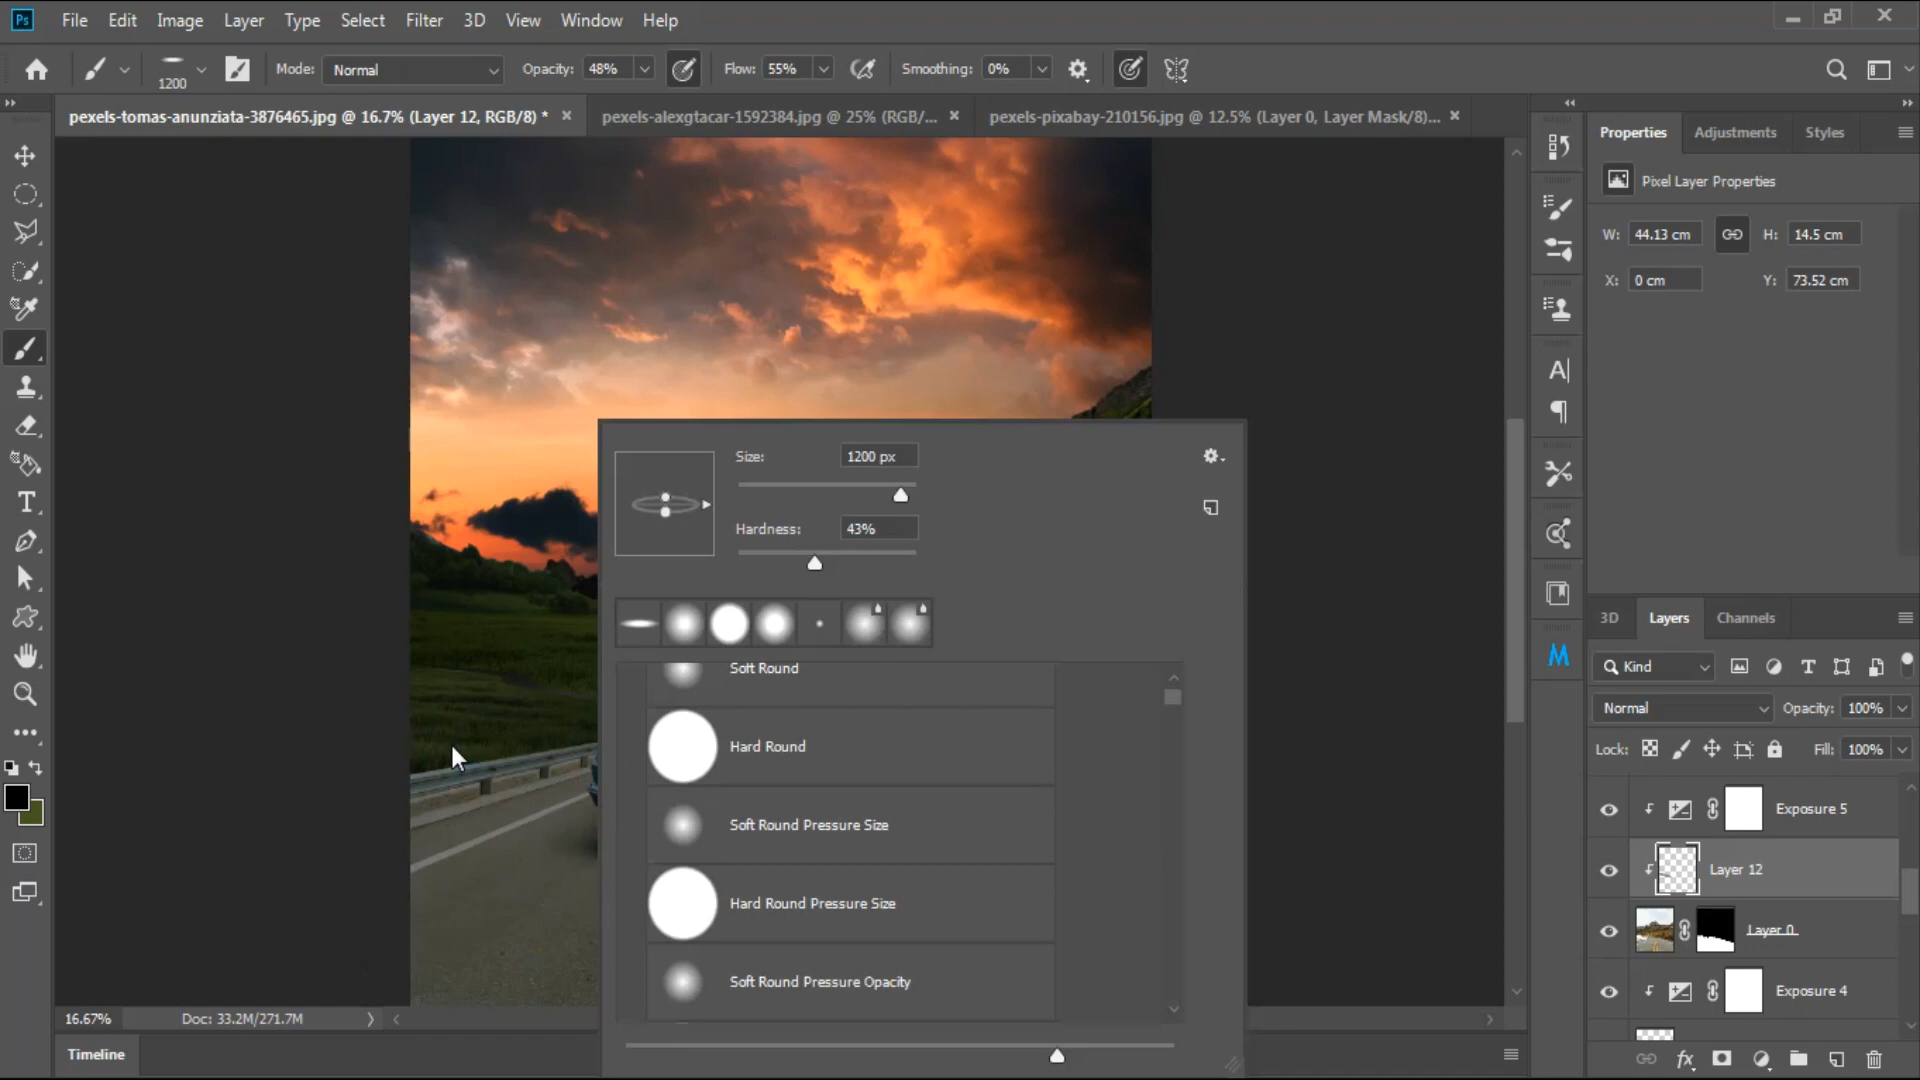 Ps File Edit Image Layer Type Select Filter 3D View Window Help
1200 Mode: Normal Opacity: 48% Flow: 55% Smoothing: 0%
pexels-tomas-anunziata-3876465.jpg @ 16.7% (Layer 12, RGB/8) * pexels-alexgtacar-1592384.jpg @ 25% (RGB/... pexels-pixabay-210156.jpg @ 12.5% (Layer 0, Layer Mask/8)...
Properties Adjustments Styles
Pixel Layer Properties
W: 44.13 cm H: 14.5 cm
X: 0 cm Y: 73.52 cm
Size: 1200 px
Hardness: 43%
Soft Round
Hard Round
Soft Round Pressure Size
Hard Round Pressure Size
Soft Round Pressure Opacity
3D Layers Channels
Kind
Normal Opacity: 100%
Lock: Fill: 100%
Exposure 5
Layer 12
Layer 0
Exposure 4
16.67% Doc: 33.2M/271.7M
Timeline